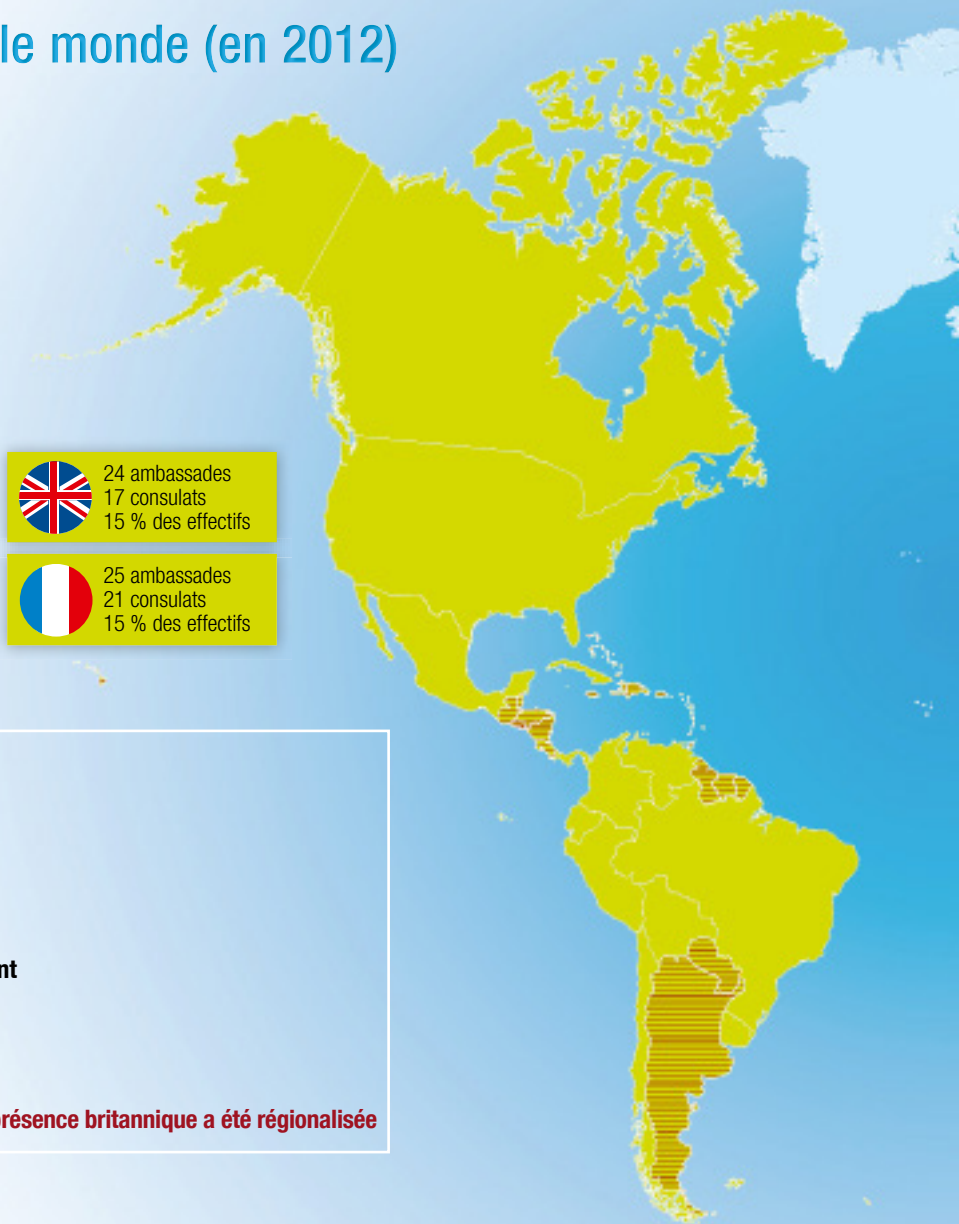 le monde (en 2012)
24 ambassades
17 consulats
15 % des effectifs
25 ambassades
21 consulats
15 % des effectifs
nt
présence britannique a été régionalisée